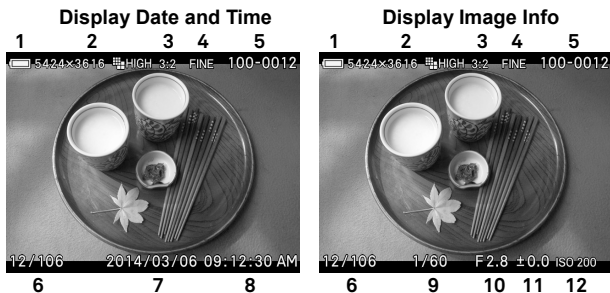 Display Date and Time
1 2 3 4 5
5424×3616 HIGH 3:2 FINE 100-0012
12/106 2014/03/06 09:12:30 AM
6 7 8
Display Image Info
1 2 3 4 5
5424×3616 HIGH 3:2 FINE 100-0012
12/106 1/60 F2.8 ±0.0 ISO 200
6 9 10 11 12